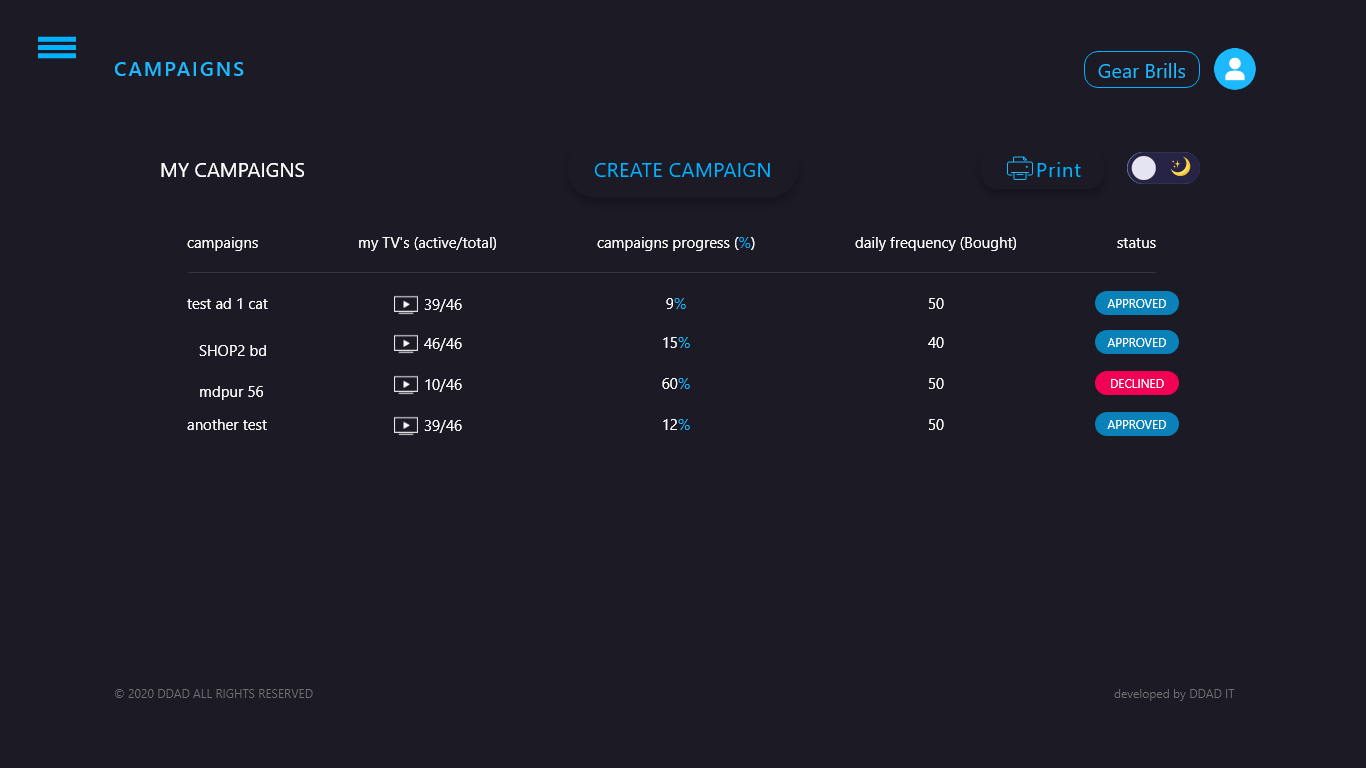 CAMPAIGNS
Gear Brills
MY CAMPAIGNS
CREATE CAMPAIGN
Print
campaigns my TV's (active/total) campaigns progress (%) daily frequency (Bought) status
test ad 1 cat 39/46 9% 50 APPROVED
SHOP2 bd 46/46 15% 40 APPROVED
mdpur 56 10/46 60% 50 DECLINED
another test 39/46 12% 50 APPROVED
© 2020 DDAD ALL RIGHTS RESERVED
developed by DDAD IT